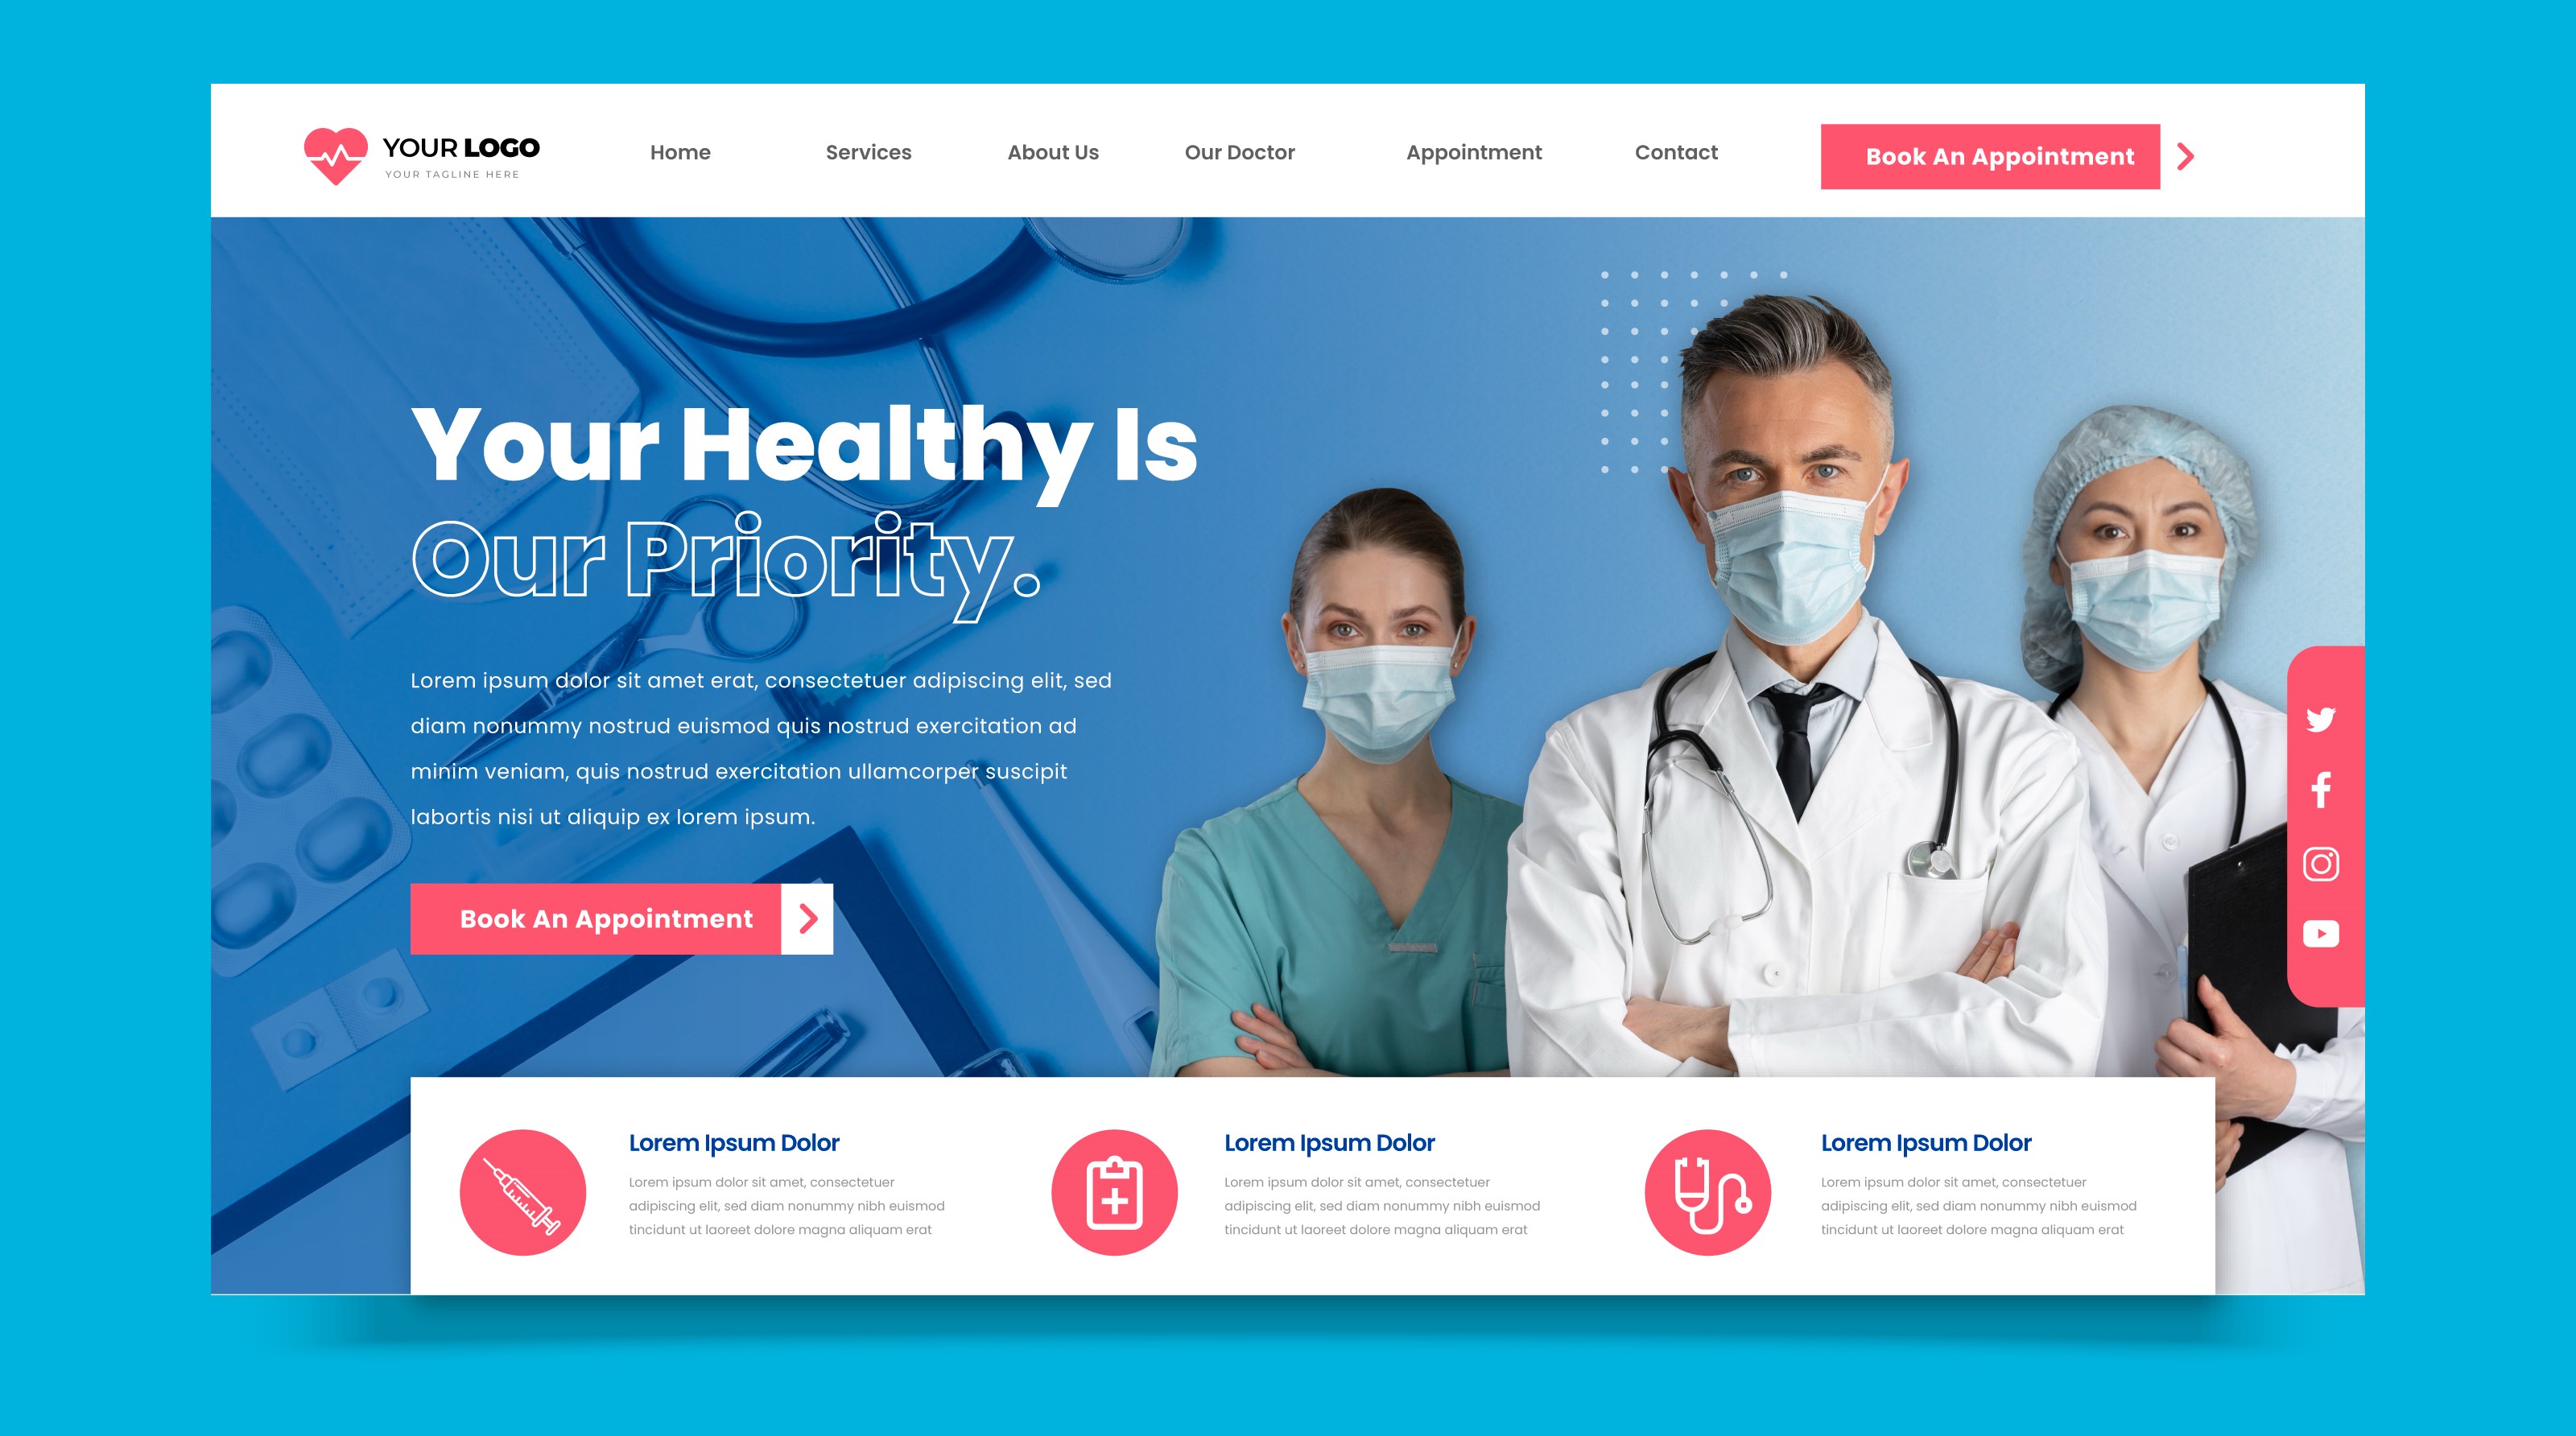 YOUR LOGO
YOUR TAGLINE HERE
Home
Services
About Us
Our Doctor
Appointment
Contact
Book An Appointment
Your Healthy Is
Our Priority.
Lorem ipsum dolor sit amet erat, consectetuer adipiscing elit, sed
diam nonummy nostrud euismod quis nostrud exercitation ad
minim veniam, quis nostrud exercitation ullamcorper suscipit
labortis nisi ut aliquip ex lorem ipsum.
Book An Appointment
Lorem Ipsum Dolor
Lorem ipsum dolor sit amet, consectetuer
adipiscing elit, sed diam nonummy nibh euismod
tincidunt ut laoreet dolore magna aliquam erat
Lorem Ipsum Dolor
Lorem ipsum dolor sit amet, consectetuer
adipiscing elit, sed diam nonummy nibh euismod
tincidunt ut laoreet dolore magna aliquam erat
Lorem Ipsum Dolor
Lorem ipsum dolor sit amet, consectetuer
adipiscing elit, sed diam nonummy nibh euismod
tincidunt ut laoreet dolore magna aliquam erat